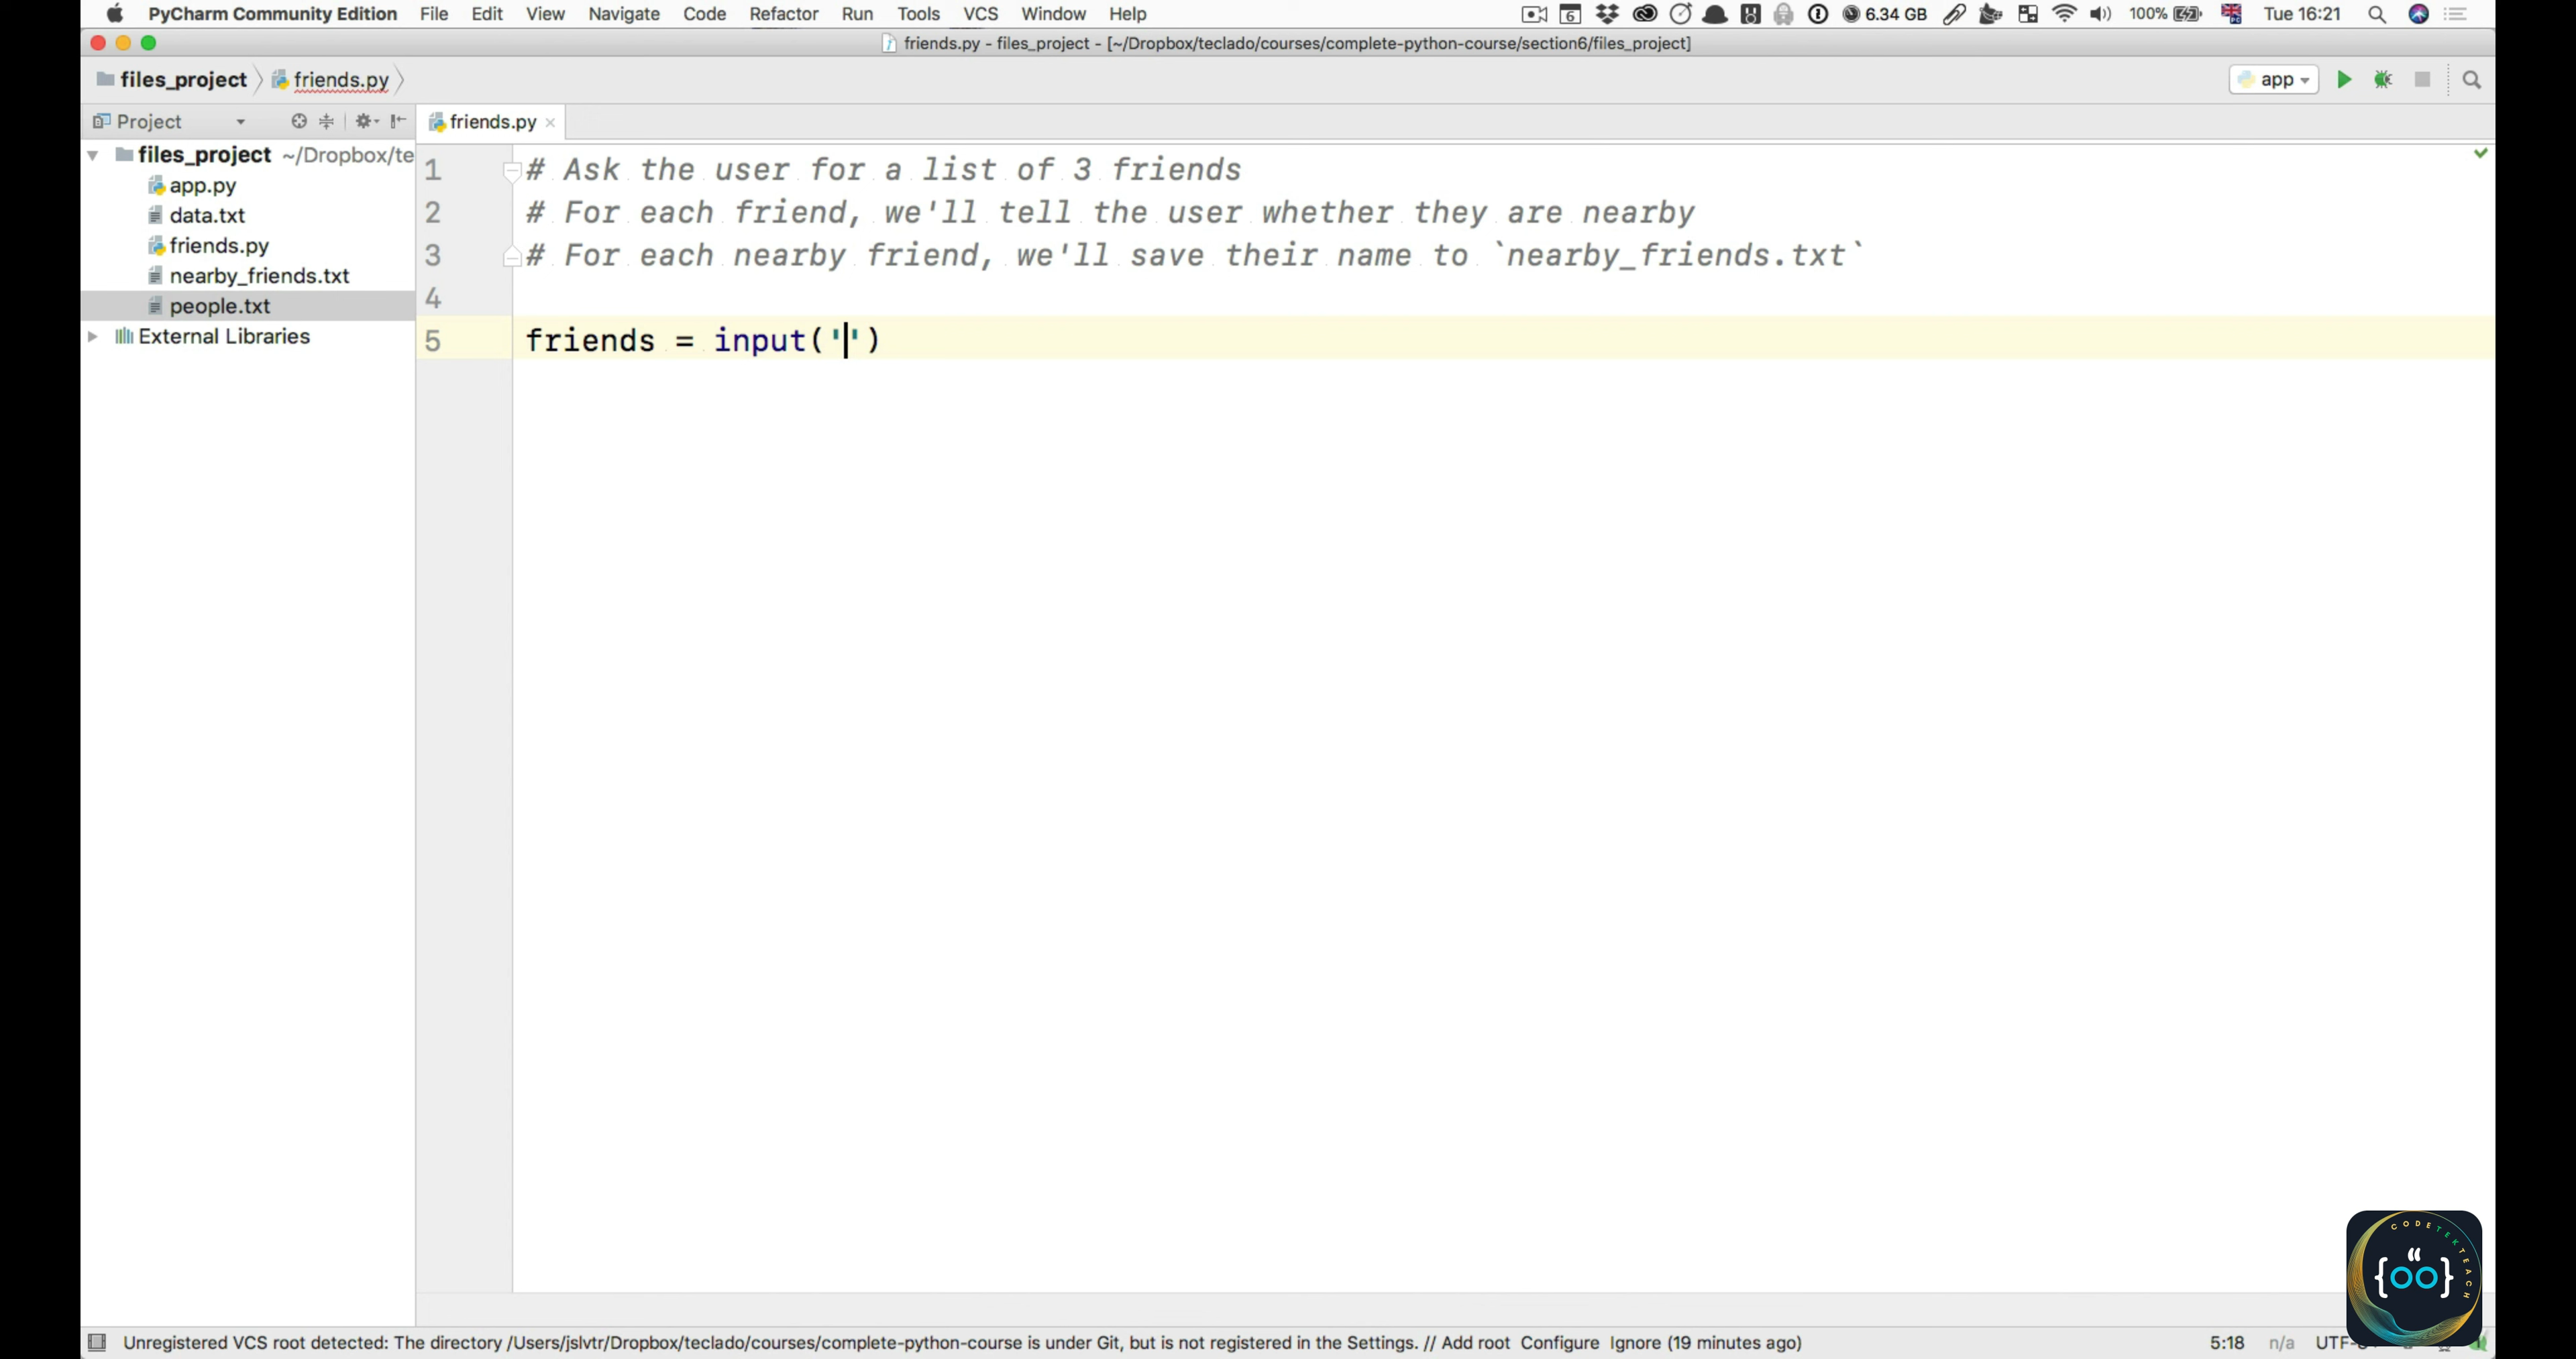 PyCharm Community Edition File Edit View Navigate Code Refactor Run Tools VCS Window Help 6 6.34 GB 100% Tue 16:21
friends.py - files_project - [~/Dropbox/teclado/courses/complete-python-course/section6/files_project]
files_project friends.py app
Project friends.py
files_project ~/Dropbox/te
app.py
data.txt
friends.py
nearby_friends.txt
people.txt
External Libraries
1 # Ask the user for a list of 3 friends
2 # For each friend, we'll tell the user whether they are nearby
3 # For each nearby friend, we'll save their name to `nearby_friends.txt`
4
5 friends = input('')
CODETEKTEACH
{oo}
Unregistered VCS root detected: The directory /Users/jslvtr/Dropbox/teclado/courses/complete-python-course is under Git, but is not registered in the Settings. // Add root Configure Ignore (19 minutes ago) 5:18 n/a